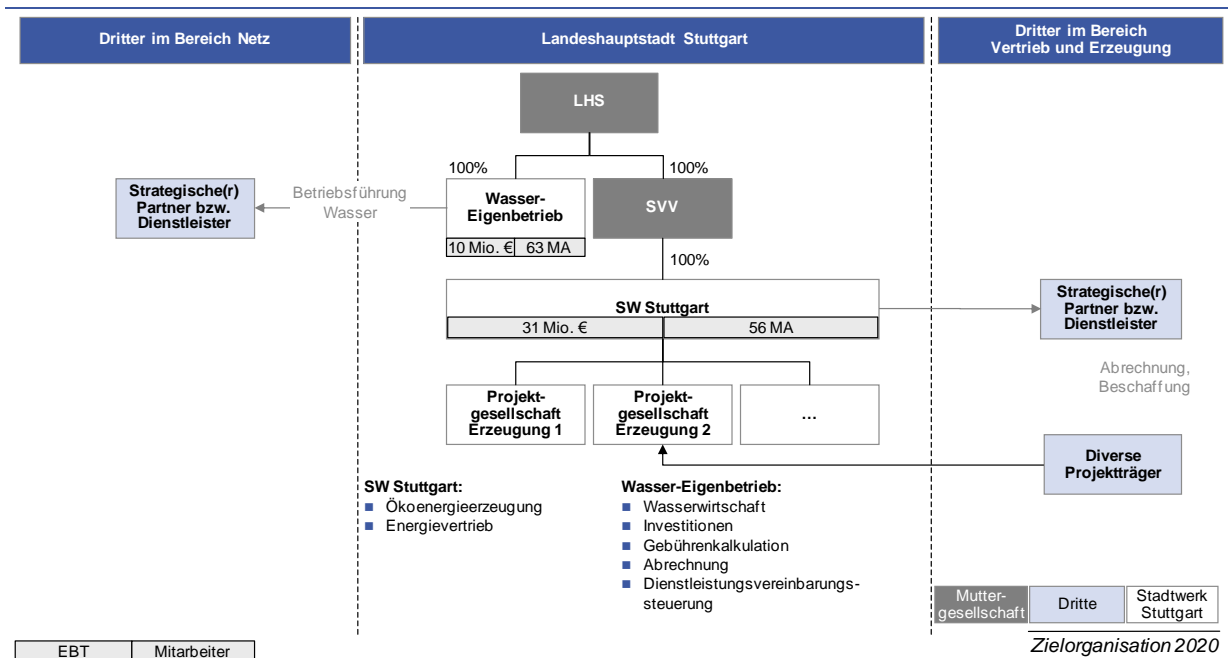 Dritter im Bereich Netz
Landeshauptstadt Stuttgart
Dritter im Bereich
Vertrieb und Erzeugung
LHS
100%
100%
Strategische(r)
Partner bzw.
Dienstleister
Betriebsführung
Wasser
Wasser-
Eigenbetrieb
10 Mio. €
63 MA
SVV
100%
SW Stuttgart
31 Mio. €
56 MA
Strategische(r)
Partner bzw.
Dienstleister
Abrechnung,
Beschaffung
Projekt-
gesellschaft
Erzeugung 1
Projekt-
gesellschaft
Erzeugung 2
...
Diverse
Projektträger
SW Stuttgart:
Ökoenergieerzeugung
Energievertrieb
Wasser-Eigenbetrieb:
Wasserwirtschaft
Investitionen
Gebührenkalkulation
Abrechnung
Dienstleistungsvereinbarungs-
steuerung
Mutter-
gesellschaft
Dritte
Stadtwerk
Stuttgart
EBT
Mitarbeiter
Zielorganisation 2020